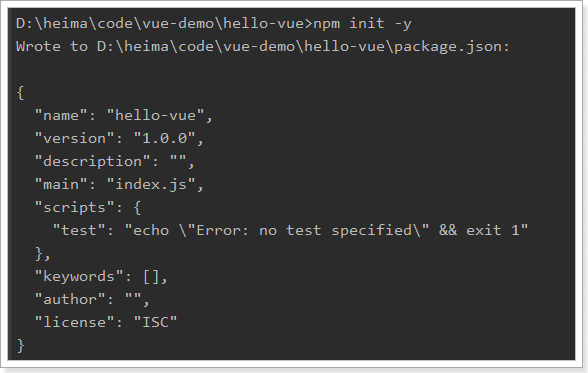 D:\heima\code\vue-demo\hello-vue>npm init -y
Wrote to D:\heima\code\vue-demo\hello-vue\package.json:

{
  "name": "hello-vue",
  "version": "1.0.0",
  "description": "",
  "main": "index.js",
  "scripts": {
    "test": "echo \"Error: no test specified\" && exit 1"
  },
  "keywords": [],
  "author": "",
  "license": "ISC"
}